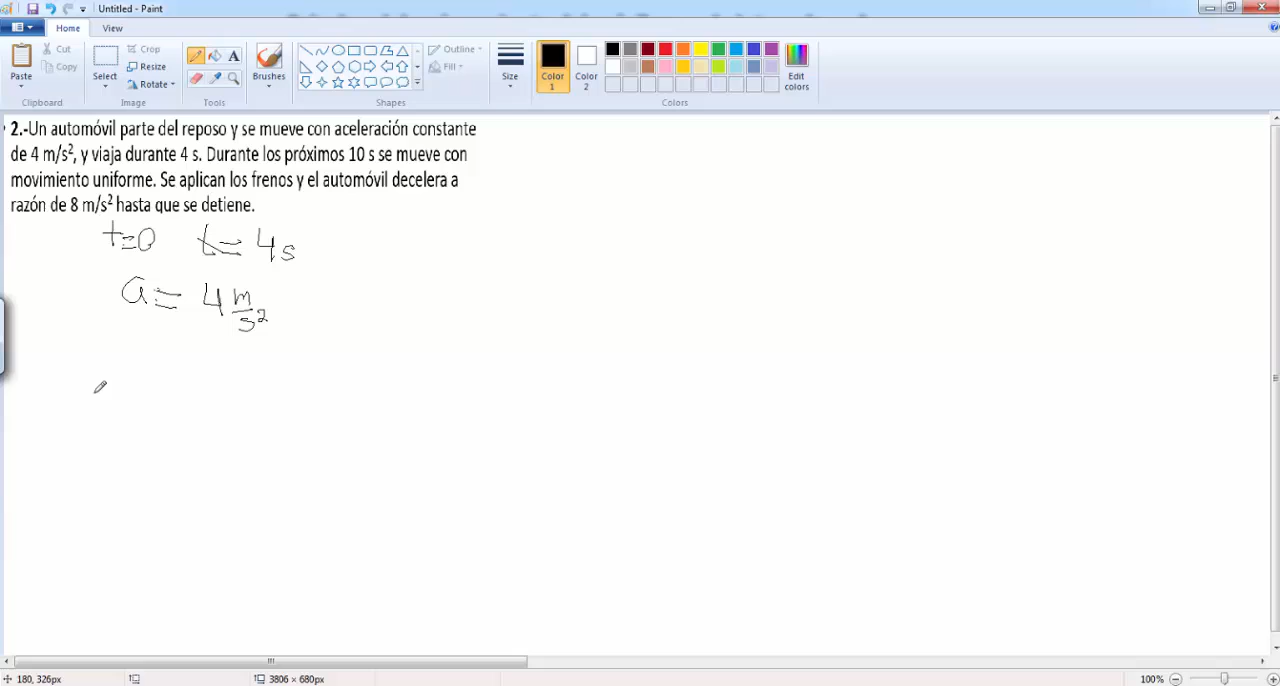 Untitled - Paint
Home View
Paste
Cut
Copy
Clipboard
Select
Crop
Resize
Rotate
Image
Tools
Brushes
Shapes
Outline
Fill
Size
Color 1
Color 2
Colors
Edit colors
2.-Un automóvil parte del reposo y se mueve con aceleración constante
de 4 m/s², y viaja durante 4 s. Durante los próximos 10 s se mueve con
movimiento uniforme. Se aplican los frenos y el automóvil decelera a
razón de 8 m/s² hasta que se detiene.
t=0 t=4s
a=4 m/s²
180, 326px
3806 × 680px
100%